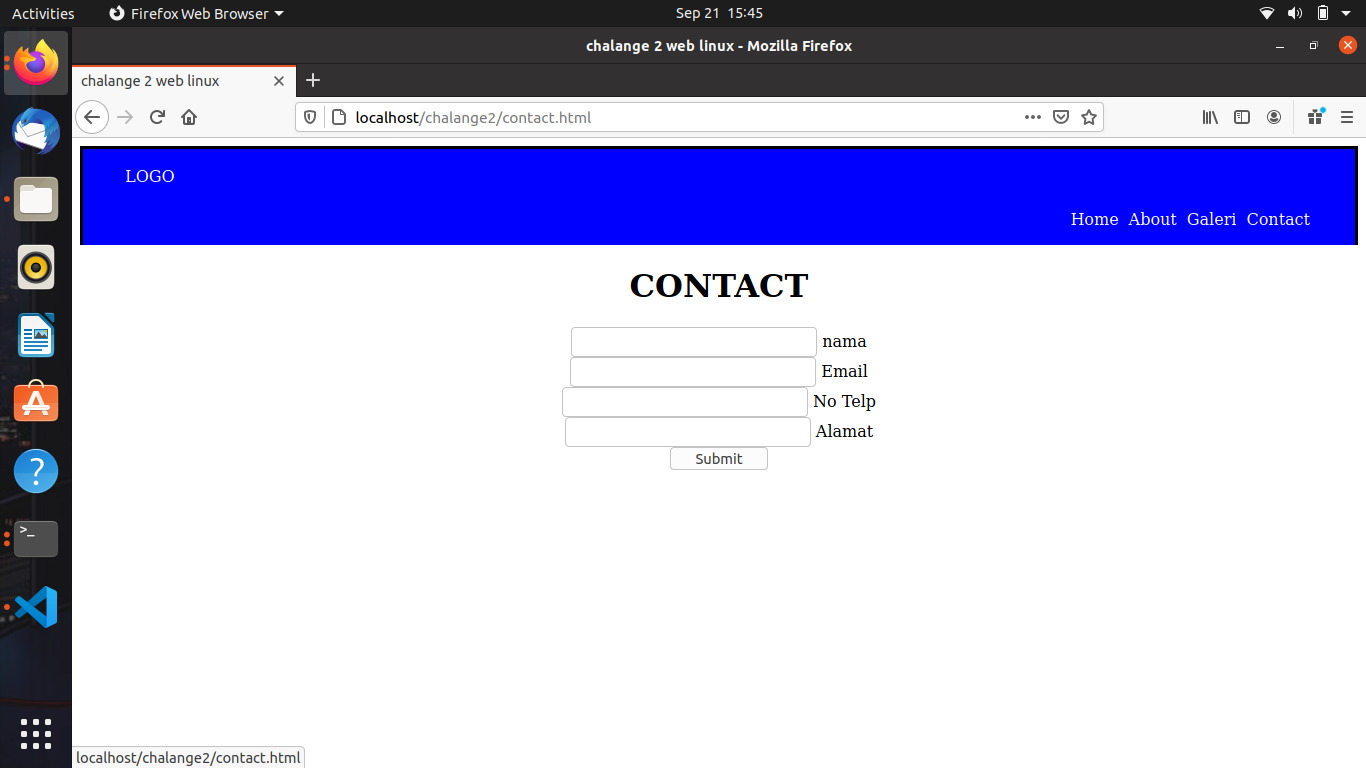 Activities Firefox Web Browser Sep 21 15:45
chalange 2 web linux - Mozilla Firefox
chalange 2 web linux
localhost/chalange2/contact.html
LOGO
Home About Galeri Contact
CONTACT
nama
Email
No Telp
Alamat
Submit
localhost/chalange2/contact.html